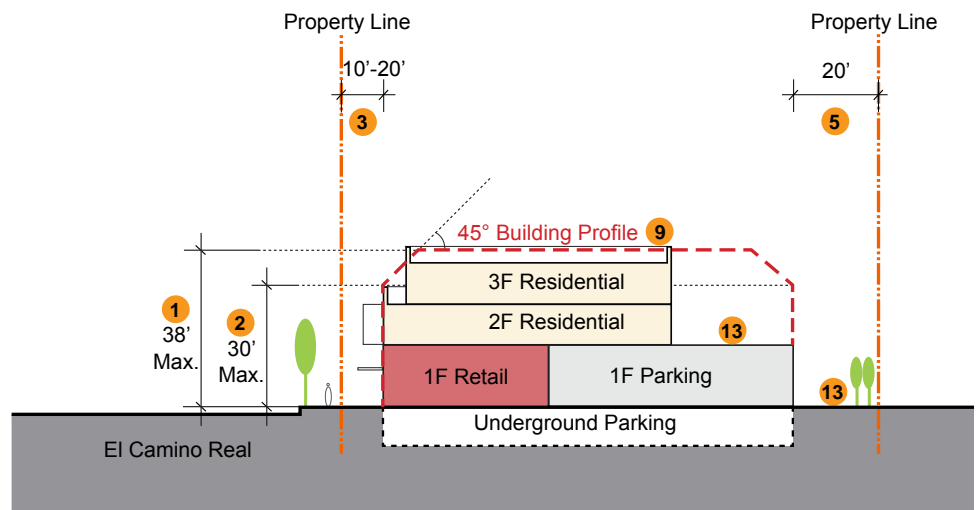 Property Line
Property Line
10’-20’
20’
3
5
45° Building Profile
9
3F Residential
1
38’
Max.
2
30’
Max.
2F Residential
13
1F Retail
1F Parking
13
Underground Parking
El Camino Real